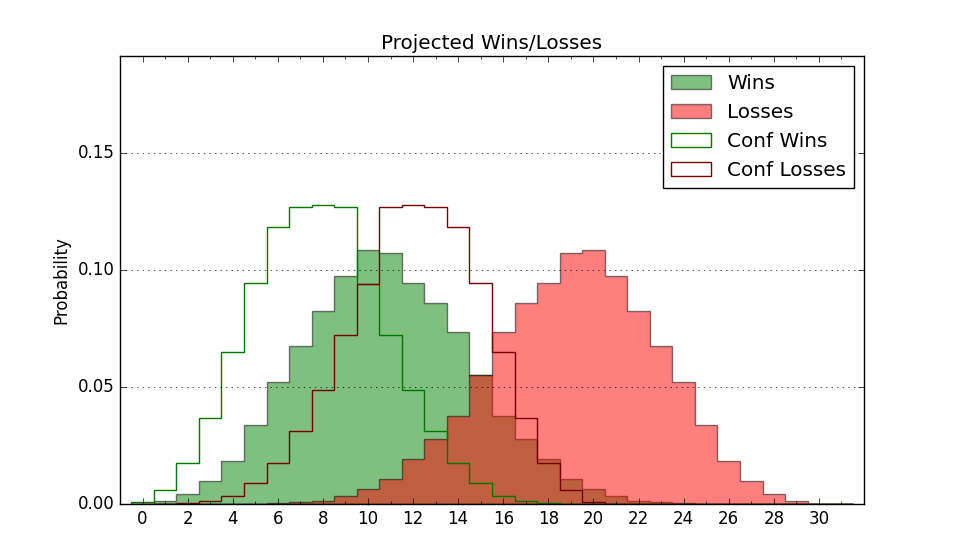 Projected Wins/Losses
Wins
Losses
Conf Wins
Conf Losses
Probability
0.15
0.10
0.05
0.00
0 2 4 6 8 10 12 14 16 18 20 22 24 26 28 30